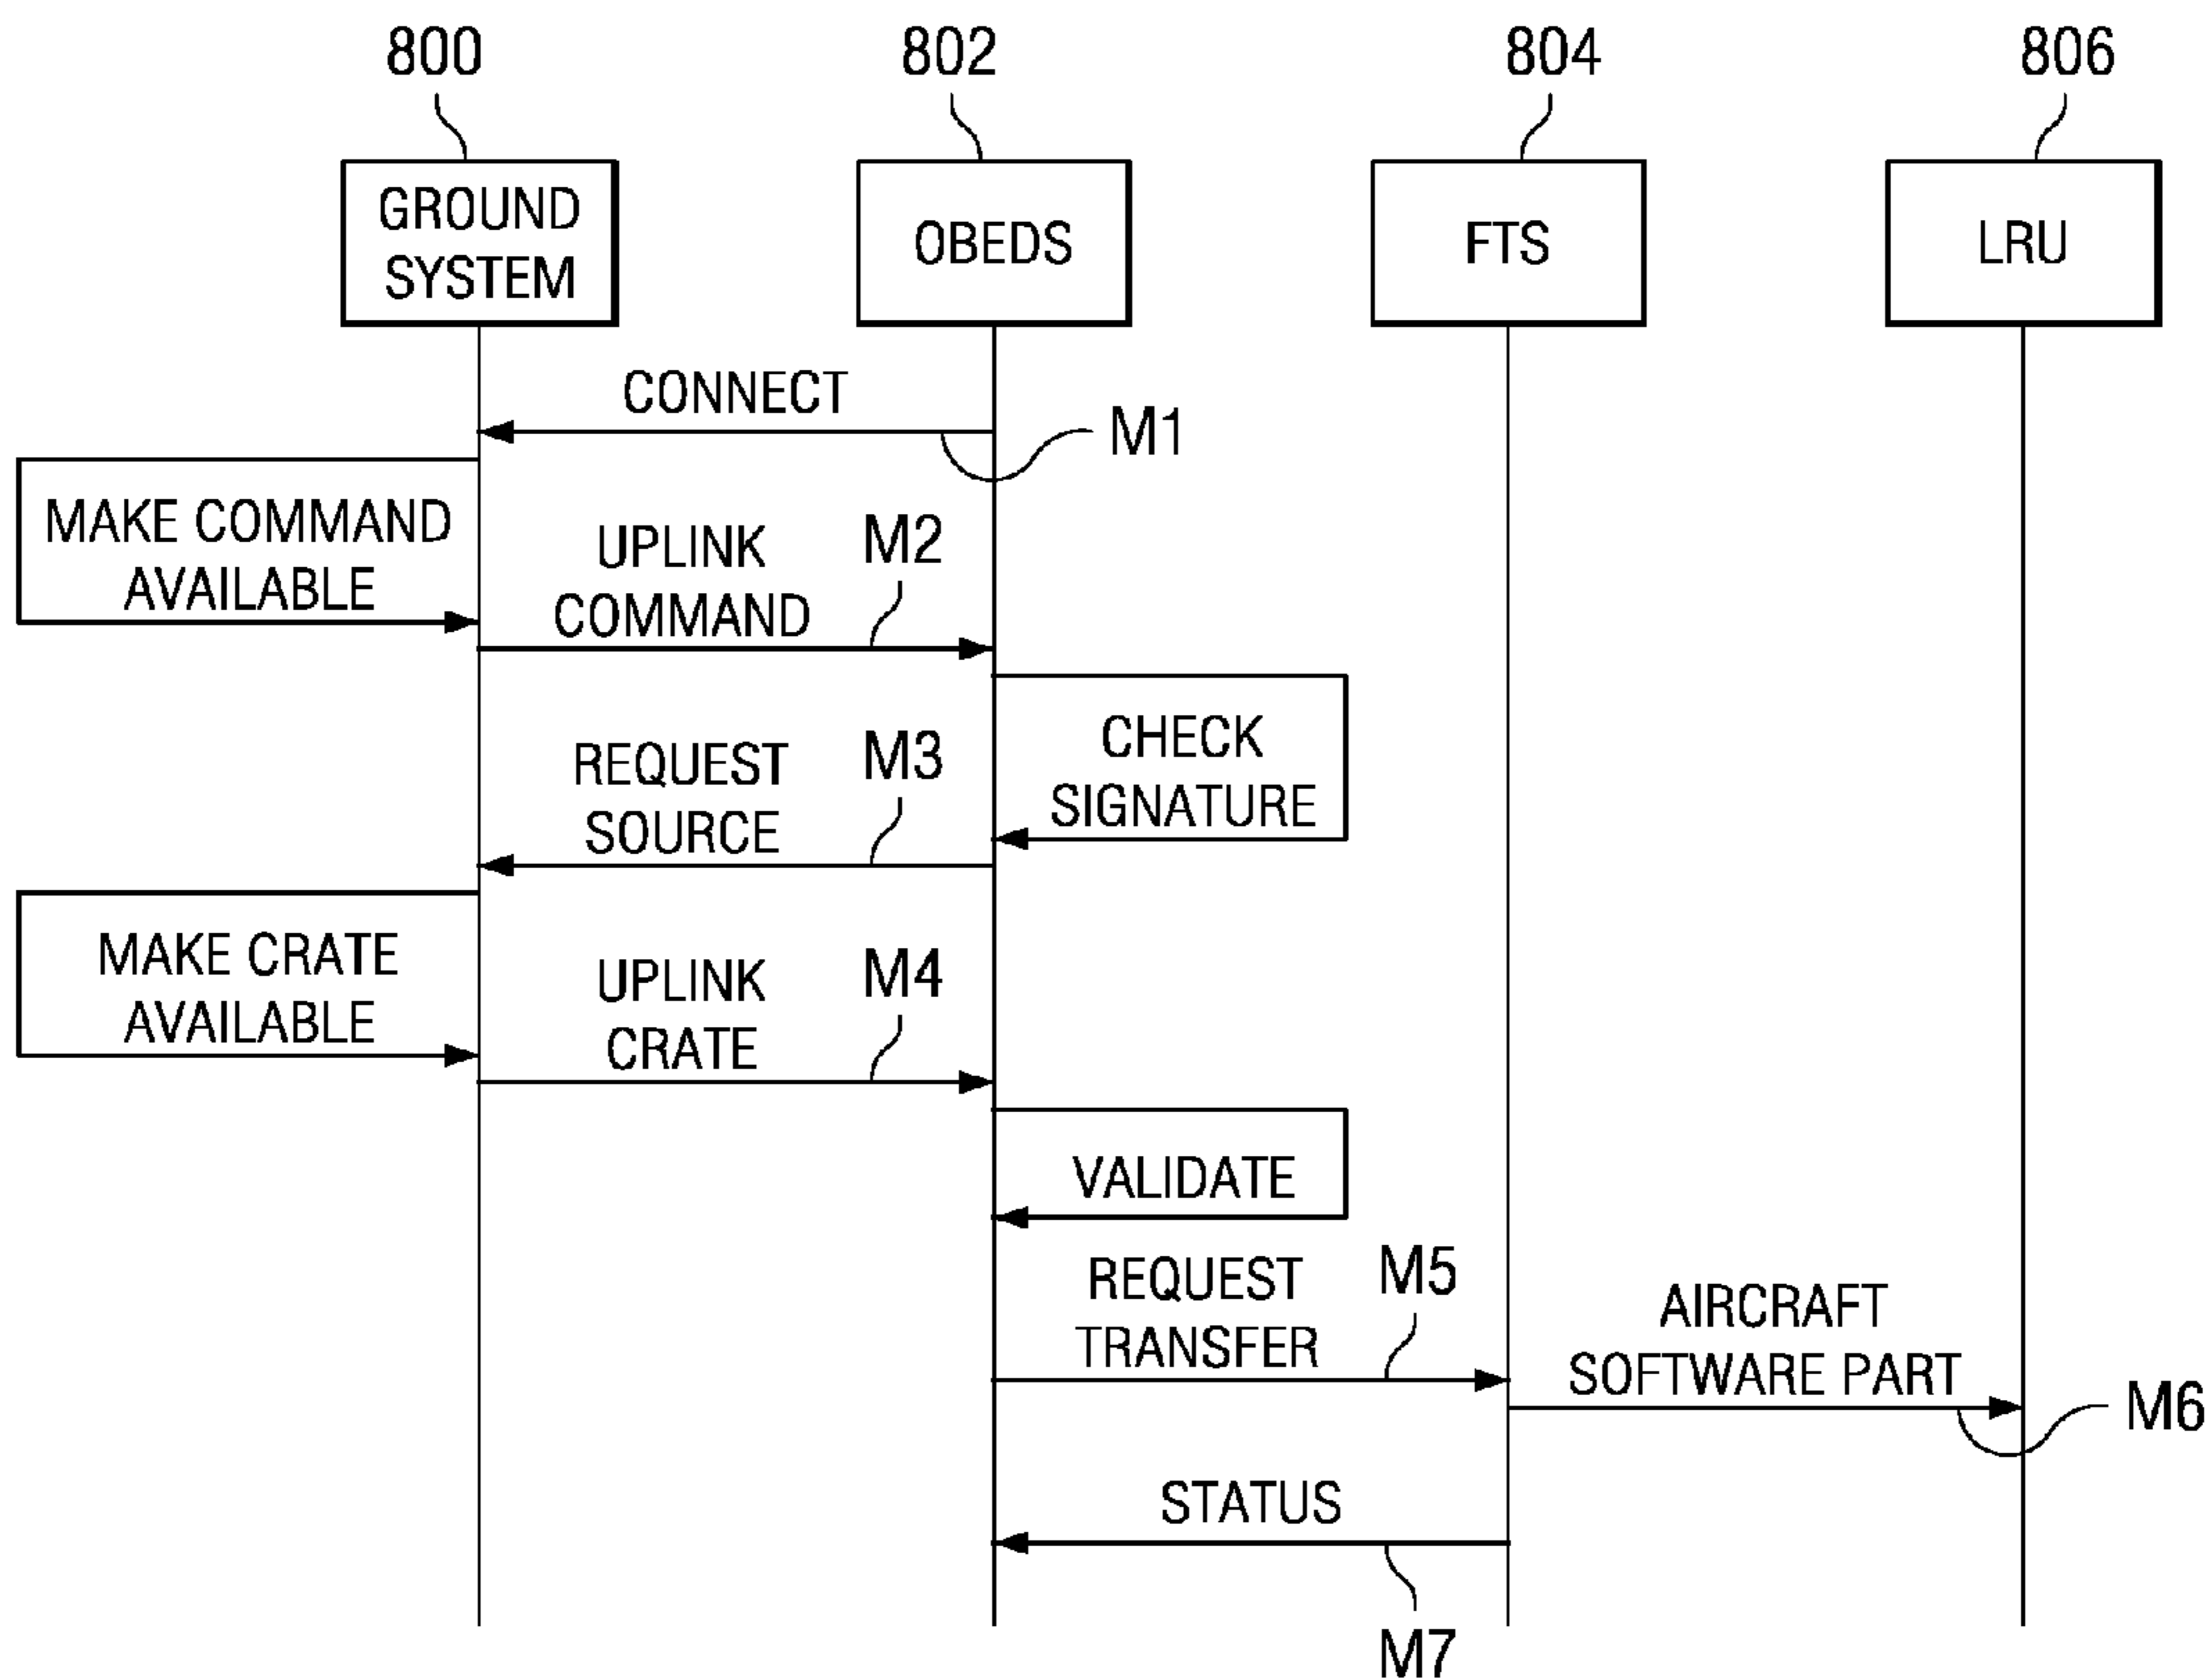 800
802
804
806
GROUND
SYSTEM
OBEDS
FTS
LRU
CONNECT
M1
MAKE COMMAND
AVAILABLE
UPLINK
COMMAND
M2
CHECK
SIGNATURE
REQUEST
SOURCE
M3
MAKE CRATE
AVAILABLE
UPLINK
CRATE
M4
VALIDATE
REQUEST
TRANSFER
M5
AIRCRAFT
SOFTWARE PART
M6
STATUS
M7